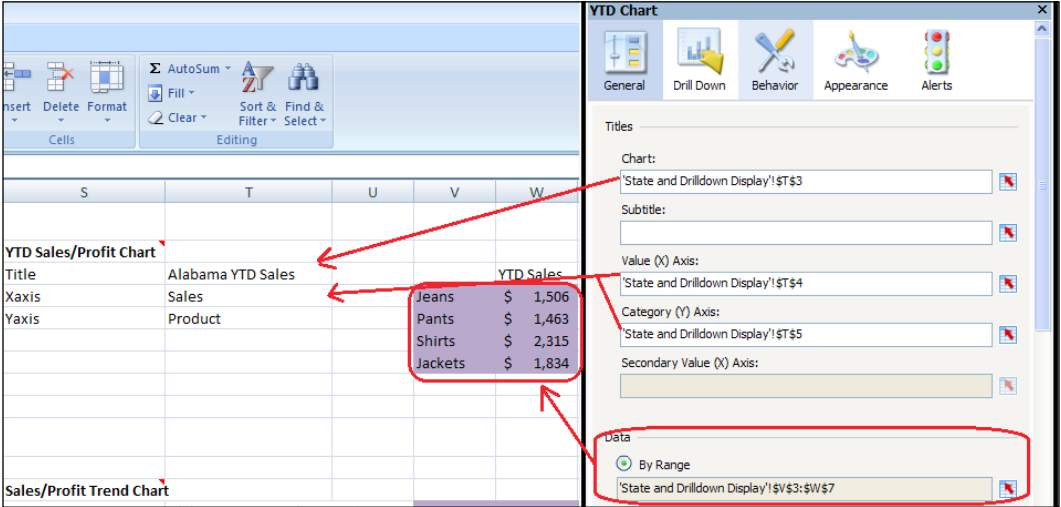 YTD Chart
×
nsert Delete Format
Cells
Σ AutoSum
Fill
Clear
Sort & Filter
Find & Select
Editing
General Drill Down Behavior Appearance Alerts
Titles
Chart:
'State and Drilldown Display'!$T$3
Subtitle:
Value (X) Axis:
'State and Drilldown Display'!$T$4
Category (Y) Axis:
'State and Drilldown Display'!$T$5
Secondary Value (X) Axis:
Data
By Range
'State and Drilldown Display'!$V$3:$W$7
S T U V W
YTD Sales/Profit Chart
Title Alabama YTD Sales YTD Sales
Xaxis Sales Jeans $ 1,506
Yaxis Product Pants $ 1,463
Shirts $ 2,315
Jackets $ 1,834
Sales/Profit Trend Chart